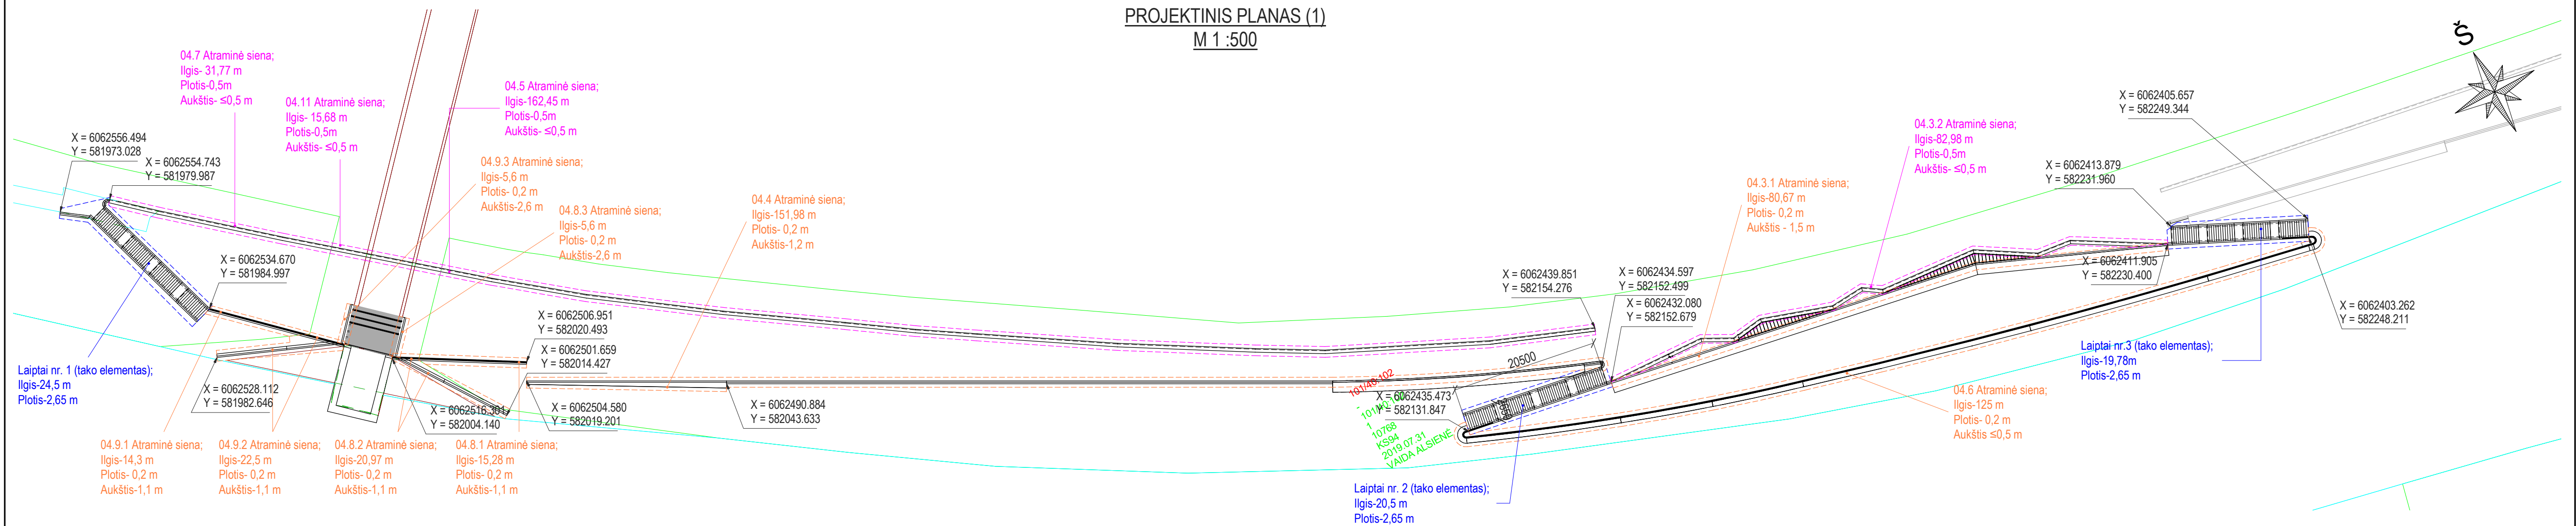 PROJEKTINIS PLANAS (1)
M 1 :500
Š
04.7 Atraminė siena;
Ilgis- 31,77 m
Plotis-0,5m
Aukštis- ≤0,5 m
04.11 Atraminė siena;
Ilgis- 15,68 m
Plotis-0,5m
Aukštis- ≤0,5 m
04.5 Atraminė siena;
Ilgis-162,45 m
Plotis-0,5m
Aukštis- ≤0,5 m
X = 6062556.494
Y = 581973.028
X = 6062554.743
Y = 581979.987
04.9.3 Atraminė siena;
Ilgis-5,6 m
Plotis- 0,2 m
Aukštis-2,6 m
04.8.3 Atraminė siena;
Ilgis-5,6 m
Plotis- 0,2 m
Aukštis-2,6 m
04.4 Atraminė siena;
Ilgis-151,98 m
Plotis- 0,2 m
Aukštis-1,2 m
04.3.1 Atraminė siena;
Ilgis-80,67 m
Plotis- 0,2 m
Aukštis - 1,5 m
04.3.2 Atraminė siena;
Ilgis-82,98 m
Plotis-0,5m
Aukštis- ≤0,5 m
X = 6062405.657
Y = 582249.344
X = 6062413.879
Y = 582231.960
X = 6062534.670
Y = 581984.997
X = 6062439.851
Y = 582154.276
X = 6062434.597
Y = 582152.499
X = 6062432.080
Y = 582152.679
X = 6062411.905
Y = 582230.400
X = 6062403.262
Y = 582248.211
X = 6062506.951
Y = 582020.493
X = 6062501.659
Y = 582014.427
20500
2650
Laiptai nr. 1 (tako elementas);
Ilgis-24,5 m
Plotis-2,65 m
X = 6062528.112
Y = 581982.646
X = 6062516.301
Y = 582004.140
X = 6062504.580
Y = 582019.201
X = 6062490.884
Y = 582043.633
101/40:102
X = 6062435.473
Y = 582131.847
1
10768
KS94
2019.07.31
VAIDA ALSIENĖ
Laiptai nr.3 (tako elementas);
Ilgis-19,78m
Plotis-2,65 m
04.6 Atraminė siena;
Ilgis-125 m
Plotis- 0,2 m
Aukštis ≤0,5 m
04.9.1 Atraminė siena;
Ilgis-14,3 m
Plotis- 0,2 m
Aukštis-1,1 m
04.9.2 Atraminė siena;
Ilgis-22,5 m
Plotis- 0,2 m
Aukštis-1,1 m
04.8.2 Atraminė siena;
Ilgis-20,97 m
Plotis- 0,2 m
Aukštis-1,1 m
04.8.1 Atraminė siena;
Ilgis-15,28 m
Plotis- 0,2 m
Aukštis-1,1 m
Laiptai nr. 2 (tako elementas);
Ilgis-20,5 m
Plotis-2,65 m